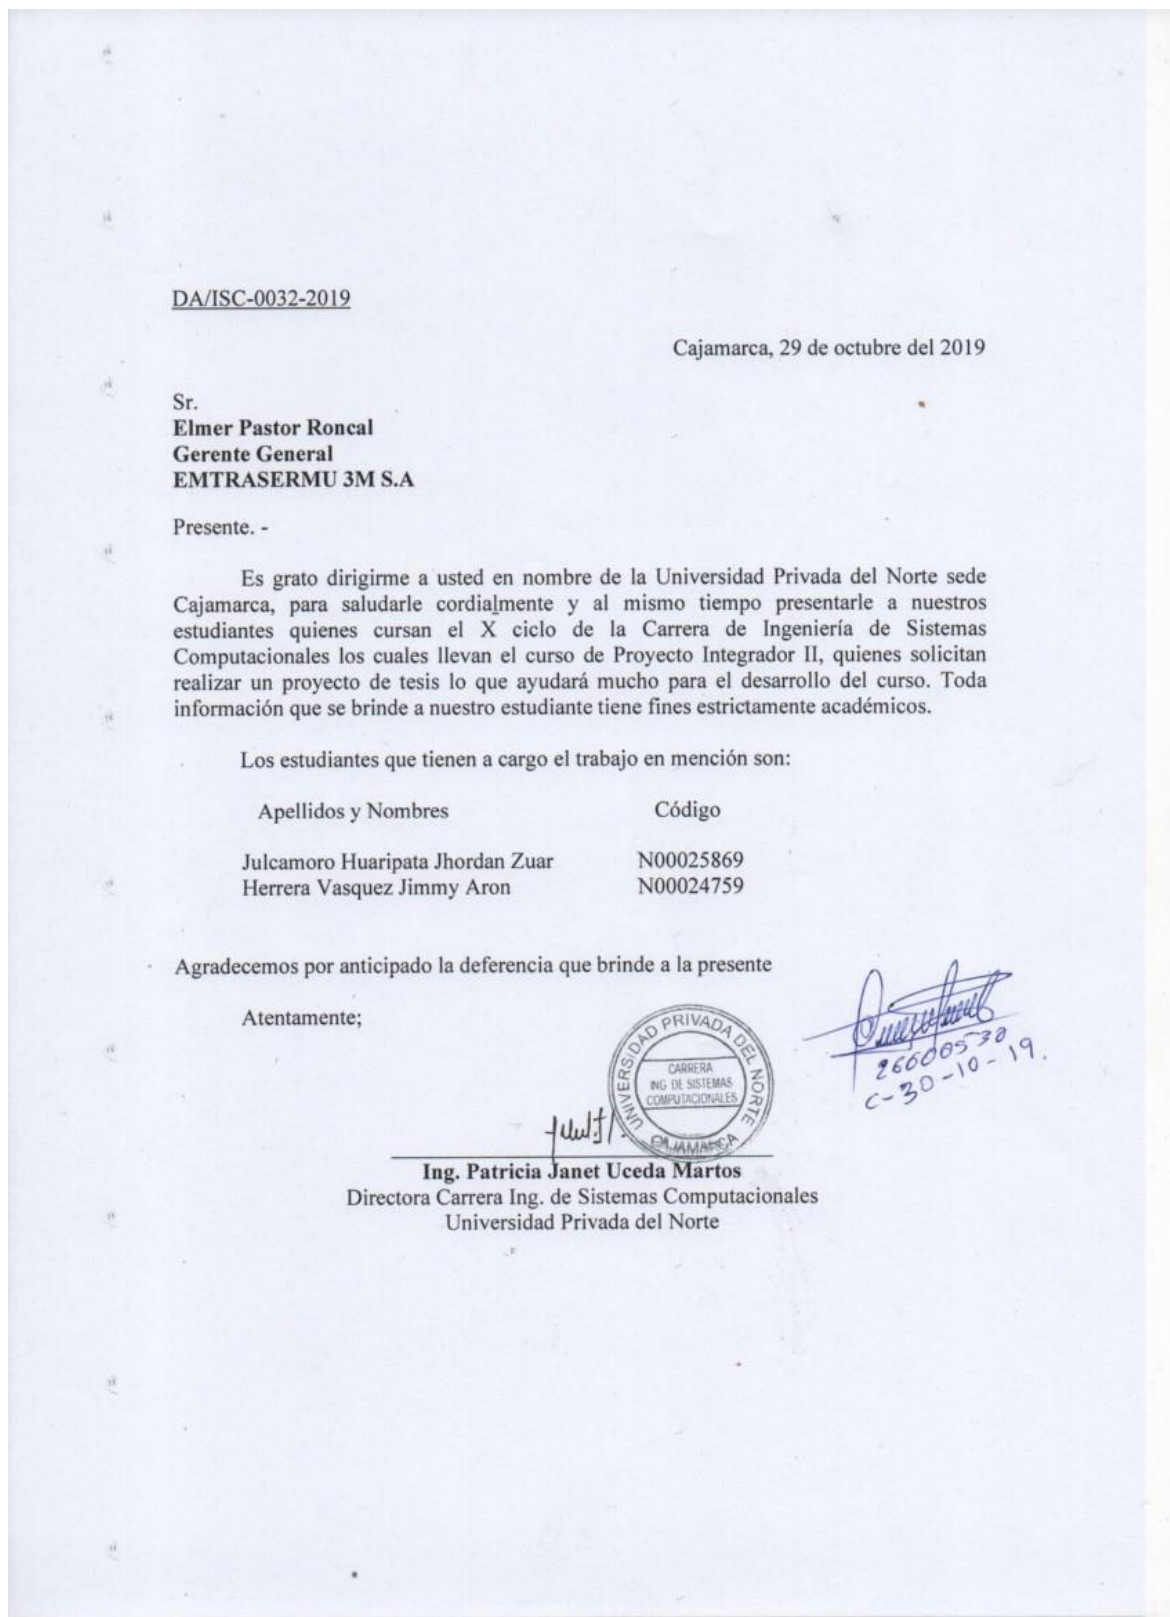 DA/ISC-0032-2019
Cajamarca, 29 de octubre del 2019
Sr.
Elmer Pastor Roncal
Gerente General
EMTRASERMU 3M S.A
Presente. -
Es grato dirigirme a usted en nombre de la Universidad Privada del Norte sede
Cajamarca, para saludarle cordialmente y al mismo tiempo presentarle a nuestros
estudiantes quienes cursan el X ciclo de la Carrera de Ingeniería de Sistemas
Computacionales los cuales llevan el curso de Proyecto Integrador II, quienes solicitan
realizar un proyecto de tesis lo que ayudará mucho para el desarrollo del curso. Toda
información que se brinde a nuestro estudiante tiene fines estrictamente académicos.
Los estudiantes que tienen a cargo el trabajo en mención son:
Apellidos y Nombres Código
Julcamoro Huaripata Jhordan Zuar N00025869
Herrera Vasquez Jimmy Aron N00024759
Agradecemos por anticipado la deferencia que brinde a la presente
Atentamente;
UNIVERSIDAD PRIVADA DEL NORTE
CARRERA
ING DE SISTEMAS
COMPUTACIONALES
CAJAMARCA
26600530
C-30-10-19.
Ing. Patricia Janet Uceda Martos
Directora Carrera Ing. de Sistemas Computacionales
Universidad Privada del Norte